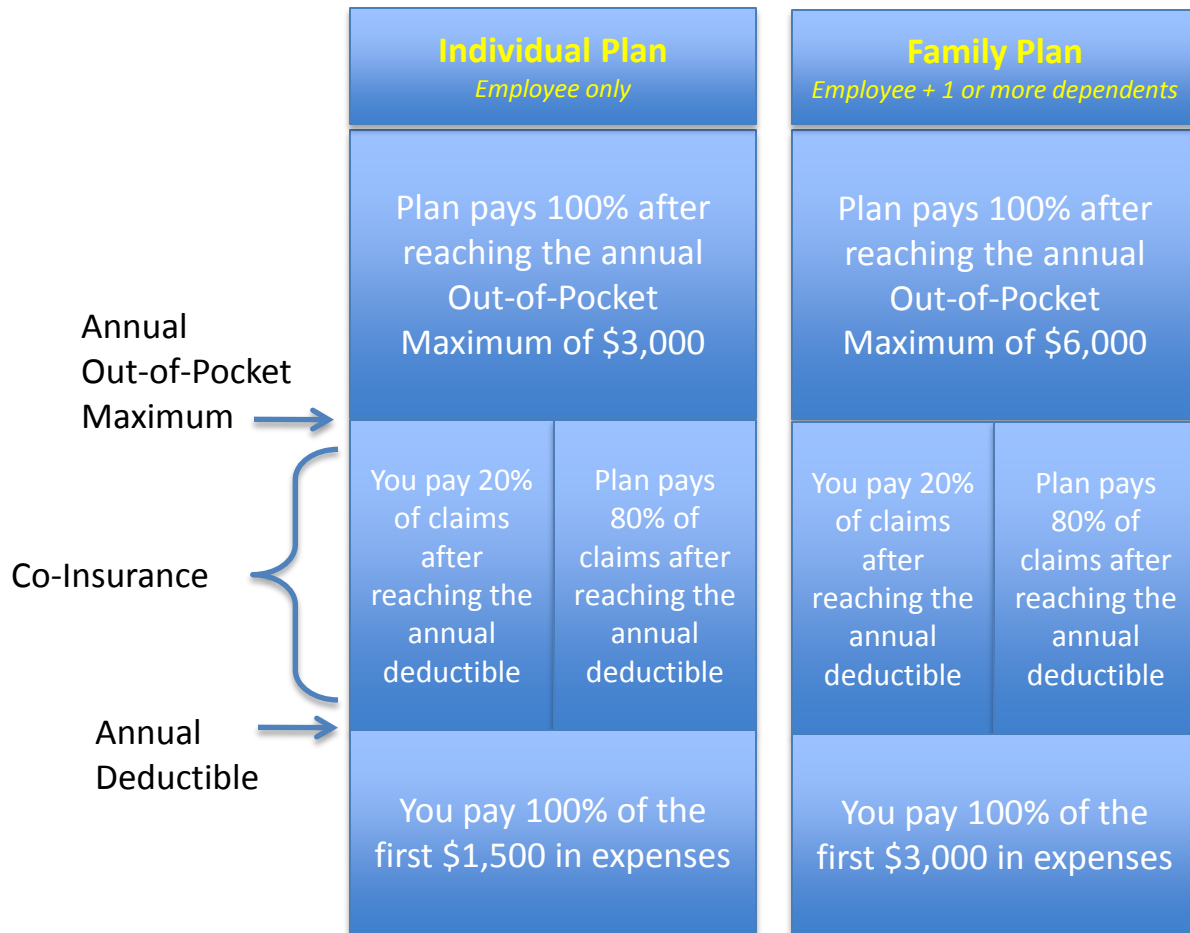 Individual Plan
Employee only
Family Plan
Employee + 1 or more dependents
Plan pays 100% after
reaching the annual
Out-of-Pocket
Maximum of $3,000
Plan pays 100% after
reaching the annual
Out-of-Pocket
Maximum of $6,000
Annual
Out-of-Pocket
Maximum
You pay 20%
of claims
after
reaching the
annual
deductible
Plan pays
80% of
claims after
reaching the
annual
deductible
You pay 20%
of claims
after
reaching the
annual
deductible
Plan pays
80% of
claims after
reaching the
annual
deductible
Co-Insurance
Annual
Deductible
You pay 100% of the
first $1,500 in expenses
You pay 100% of the
first $3,000 in expenses